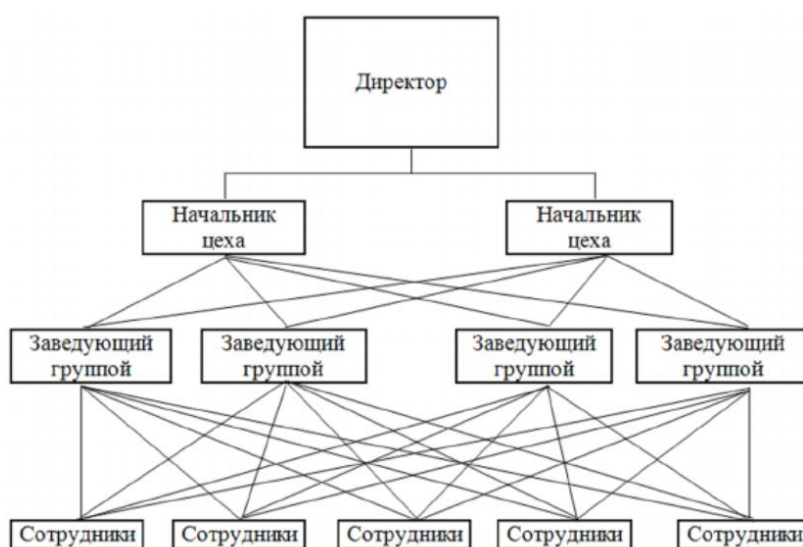 Директор
Начальник
цеха
Начальник
цеха
Заведующий
группой
Заведующий
группой
Заведующий
группой
Заведующий
группой
Сотрудники
Сотрудники
Сотрудники
Сотрудники
Сотрудники